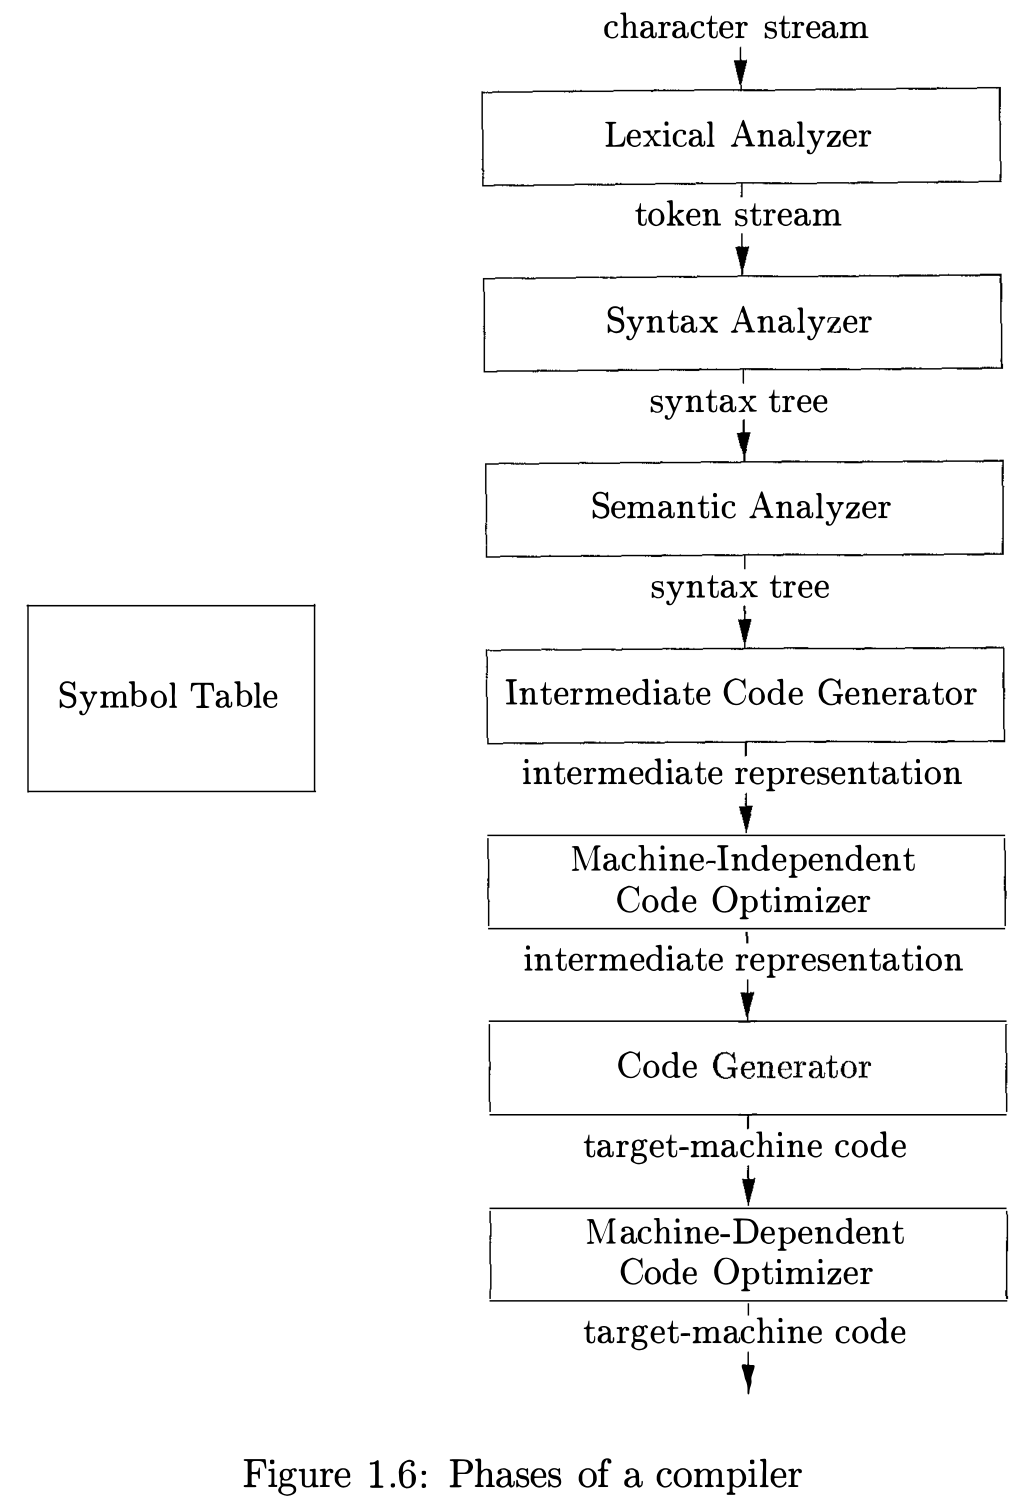 character stream
Lexical Analyzer
token stream
Syntax Analyzer
syntax tree
Semantic Analyzer
syntax tree
Symbol Table
Intermediate Code Generator
intermediate representation
Machine-Independent
Code Optimizer
intermediate representation
Code Generator
target-machine code
Machine-Dependent
Code Optimizer
target-machine code
Figure 1.6: Phases of a compiler